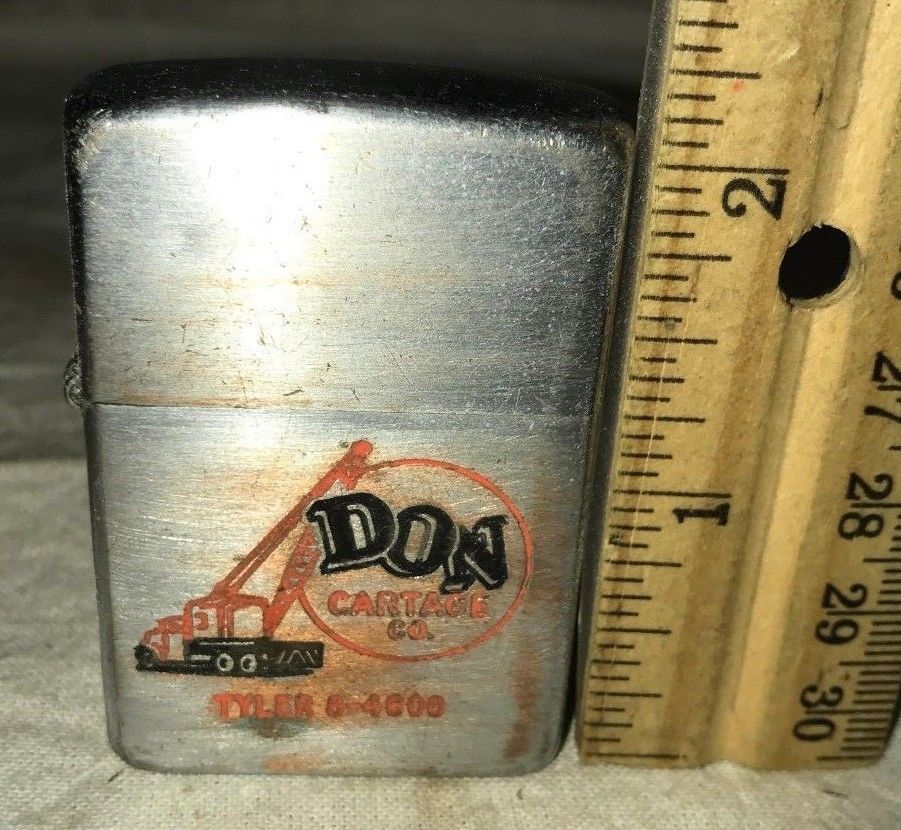 DON
CARTAGE
CO.
TYLER 8-4600
2
1
27
28
29
30